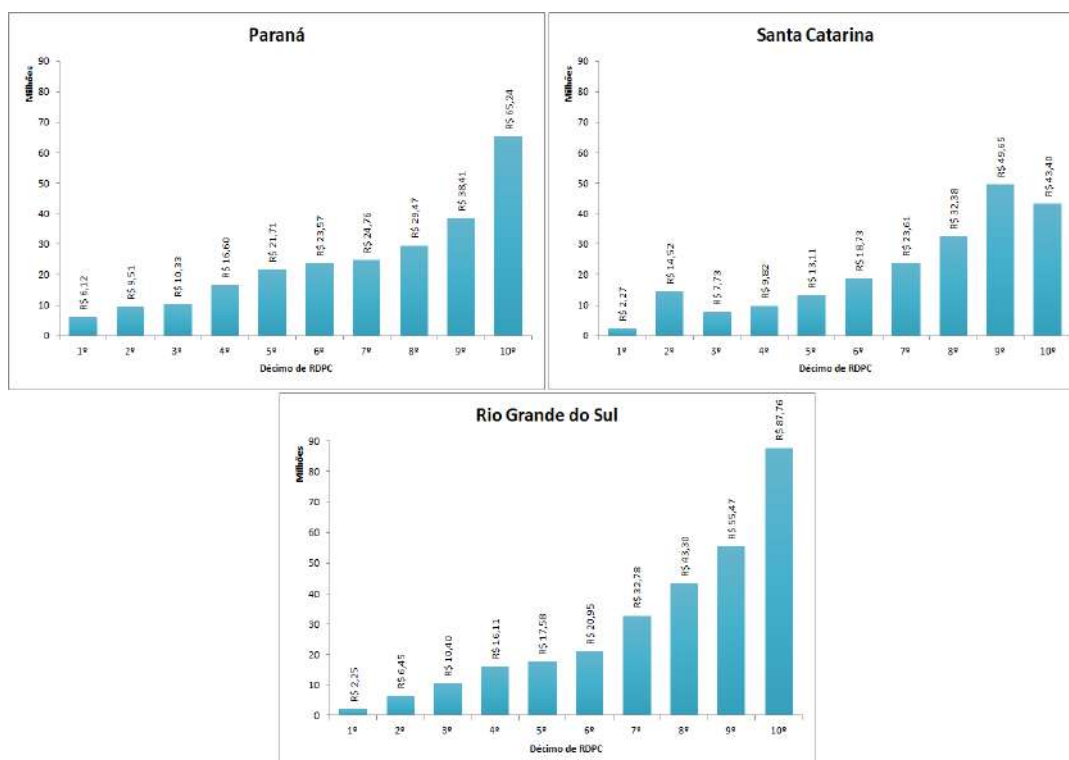 Paraná
Milhões
90
80
70
60
50
40
30
20
10
0
R$ 6,12
R$ 9,51
R$ 10,33
R$ 16,60
R$ 21,71
R$ 23,57
R$ 24,76
R$ 29,47
R$ 38,41
R$ 65,24
1º 2º 3º 4º 5º 6º 7º 8º 9º 10º
Décimo de RDPC
Santa Catarina
Milhões
90
80
70
60
50
40
30
20
10
0
R$ 2,27
R$ 14,52
R$ 7,73
R$ 9,82
R$ 13,11
R$ 18,73
R$ 23,61
R$ 32,38
R$ 49,65
R$ 43,40
1º 2º 3º 4º 5º 6º 7º 8º 9º 10º
Décimo de RDPC
Rio Grande do Sul
Milhões
90
80
70
60
50
40
30
20
10
0
R$ 2,25
R$ 6,45
R$ 10,40
R$ 16,11
R$ 17,58
R$ 20,95
R$ 32,78
R$ 43,30
R$ 55,47
R$ 87,76
1º 2º 3º 4º 5º 6º 7º 8º 9º 10º
Décimo de RDPC